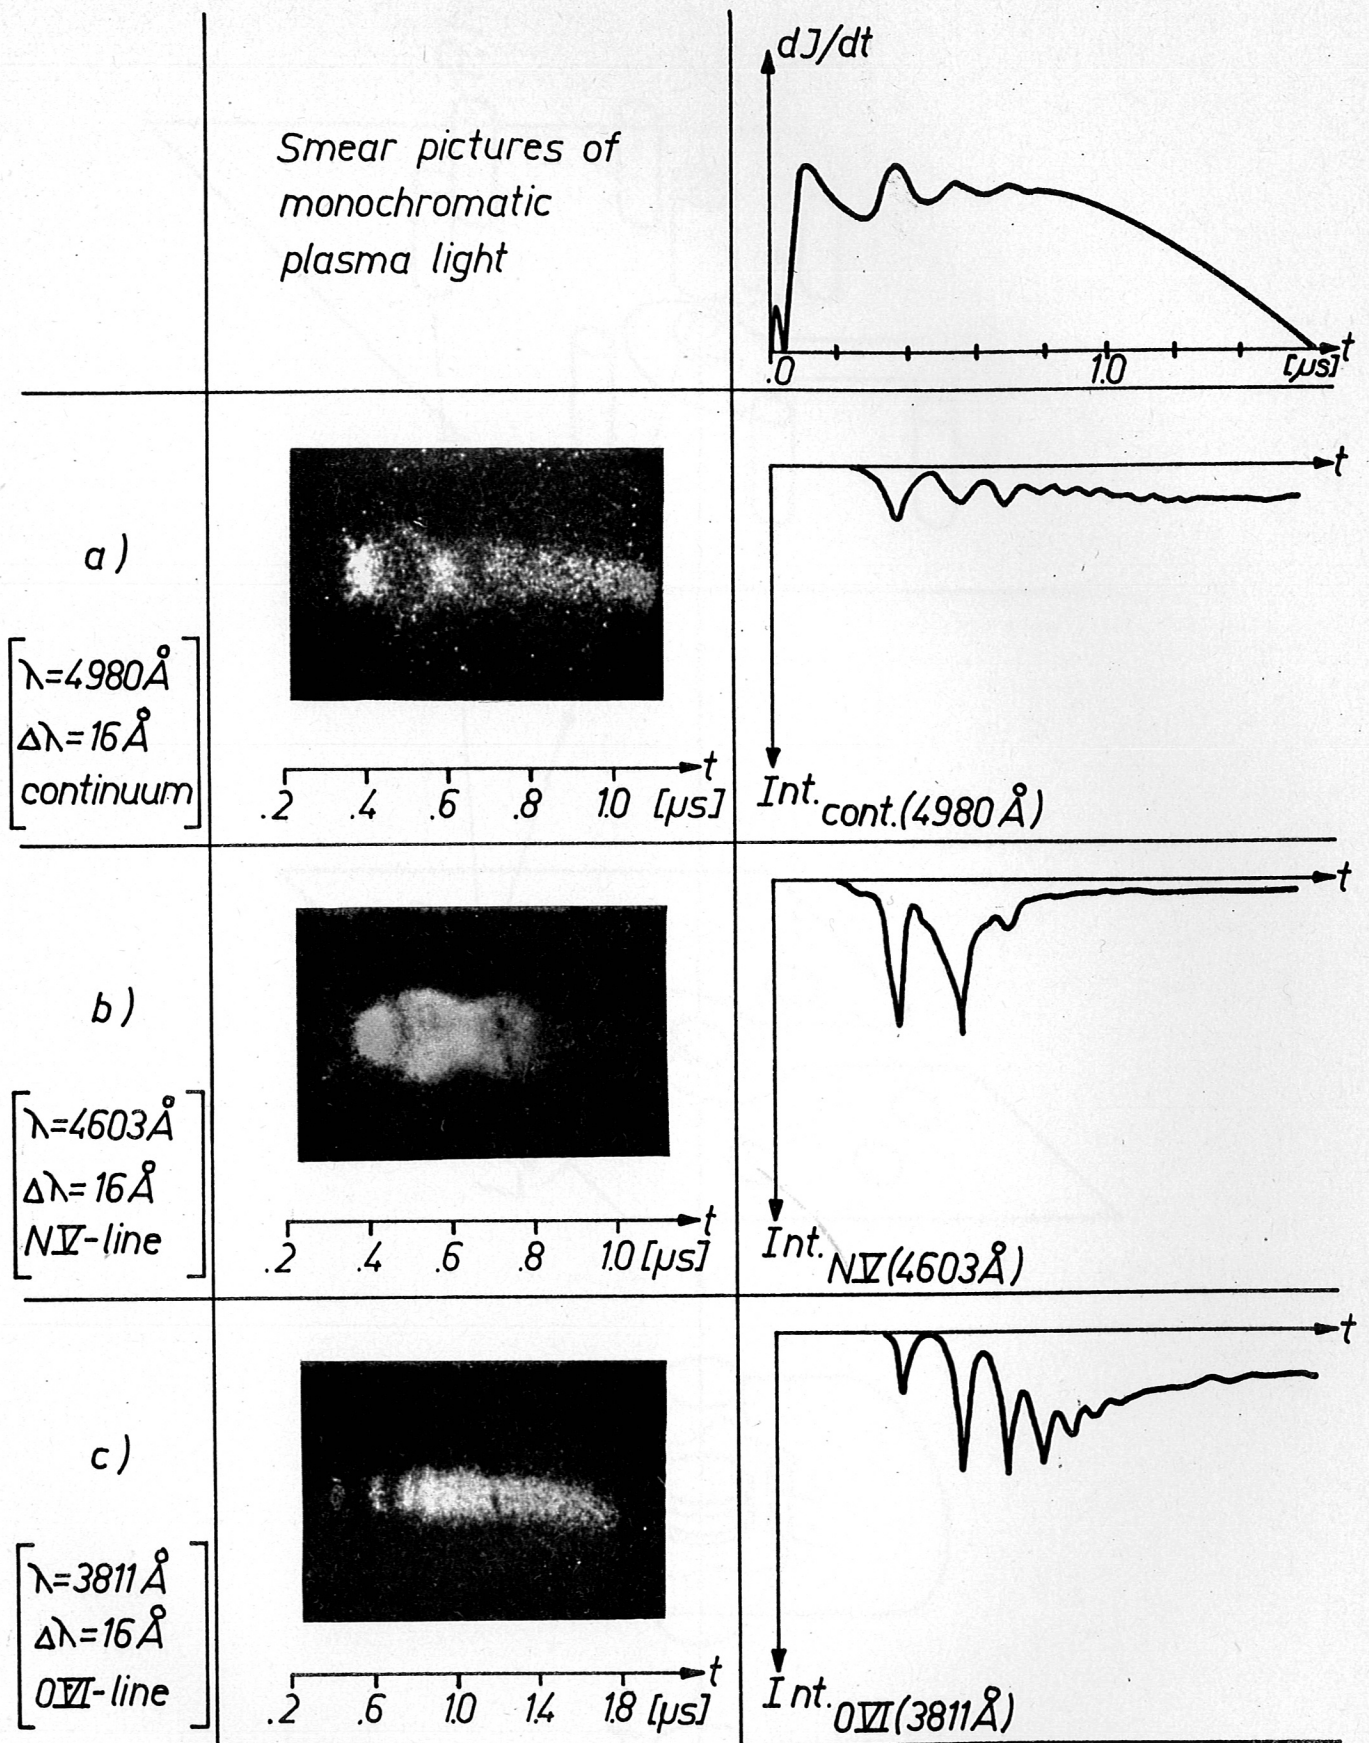 Smear pictures of
monochromatic
plasma light
dJ/dt
t
.0 1.0 [µs]
a)
[λ=4980Å
Δλ=16Å
continuum]
t
.2 .4 .6 .8 1.0 [µs]
t
Int. cont.(4980Å)
b)
[λ=4603Å
Δλ=16Å
NV-line]
t
.2 .4 .6 .8 1.0 [µs]
t
Int. NV(4603Å)
c)
[λ=3811Å
Δλ=16Å
OVI-line]
t
.2 .6 1.0 1.4 1.8 [µs]
t
Int. OVI(3811Å)